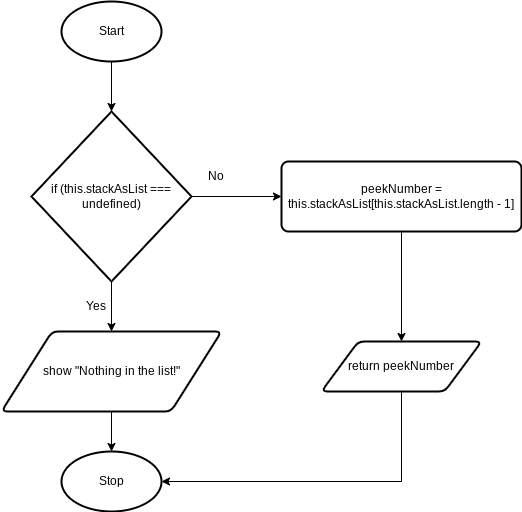 Start
if (this.stackAsList ===
undefined)
No
peekNumber =
this.stackAsList[this.stackAsList.length - 1]
Yes
show "Nothing in the list!"
return peekNumber
Stop